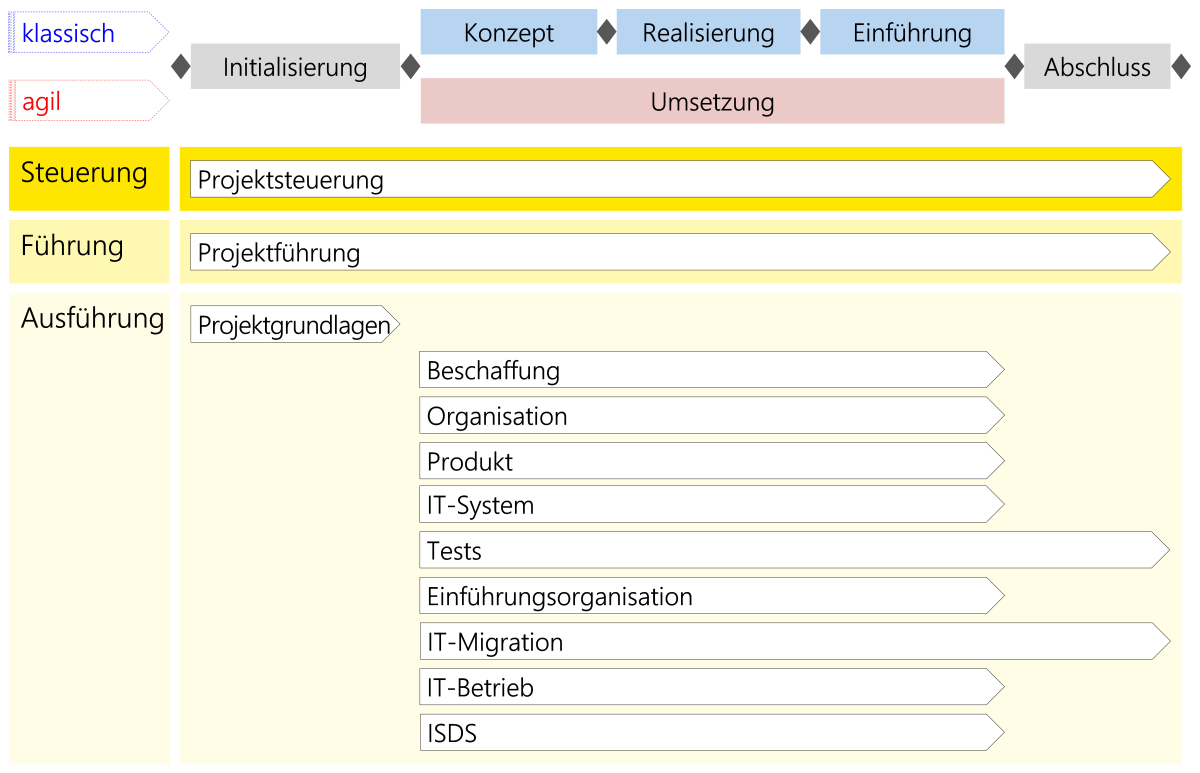 klassisch
Konzept
Realisierung
Einführung
Initialisierung
Abschluss
agil
Umsetzung
Steuerung
Projektsteuerung
Führung
Projektführung
Ausführung
Projektgrundlagen
Beschaffung
Organisation
Produkt
IT-System
Tests
Einführungsorganisation
IT-Migration
IT-Betrieb
ISDS